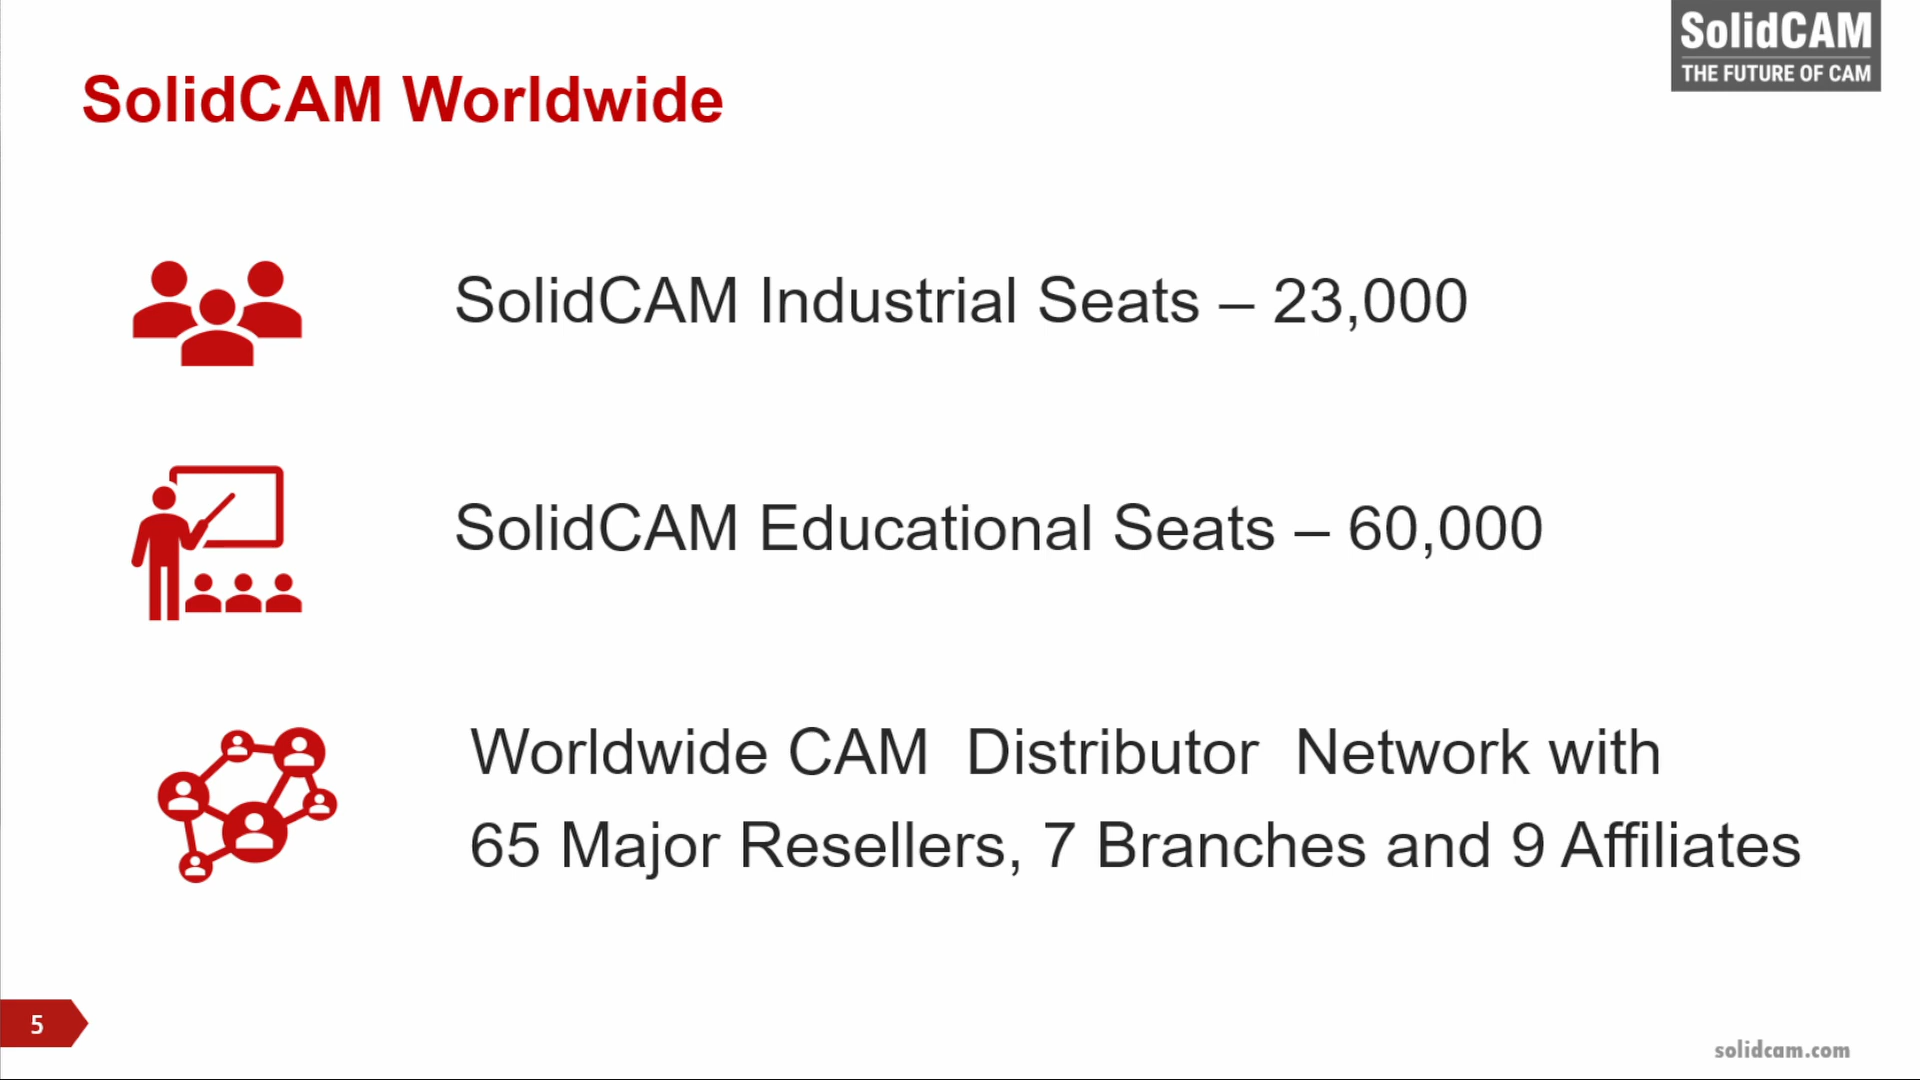 SolidCAM
THE FUTURE OF CAM
SolidCAM Worldwide
SolidCAM Industrial Seats – 23,000
SolidCAM Educational Seats – 60,000
Worldwide CAM Distributor Network with
65 Major Resellers, 7 Branches and 9 Affiliates
5
solidcam.com